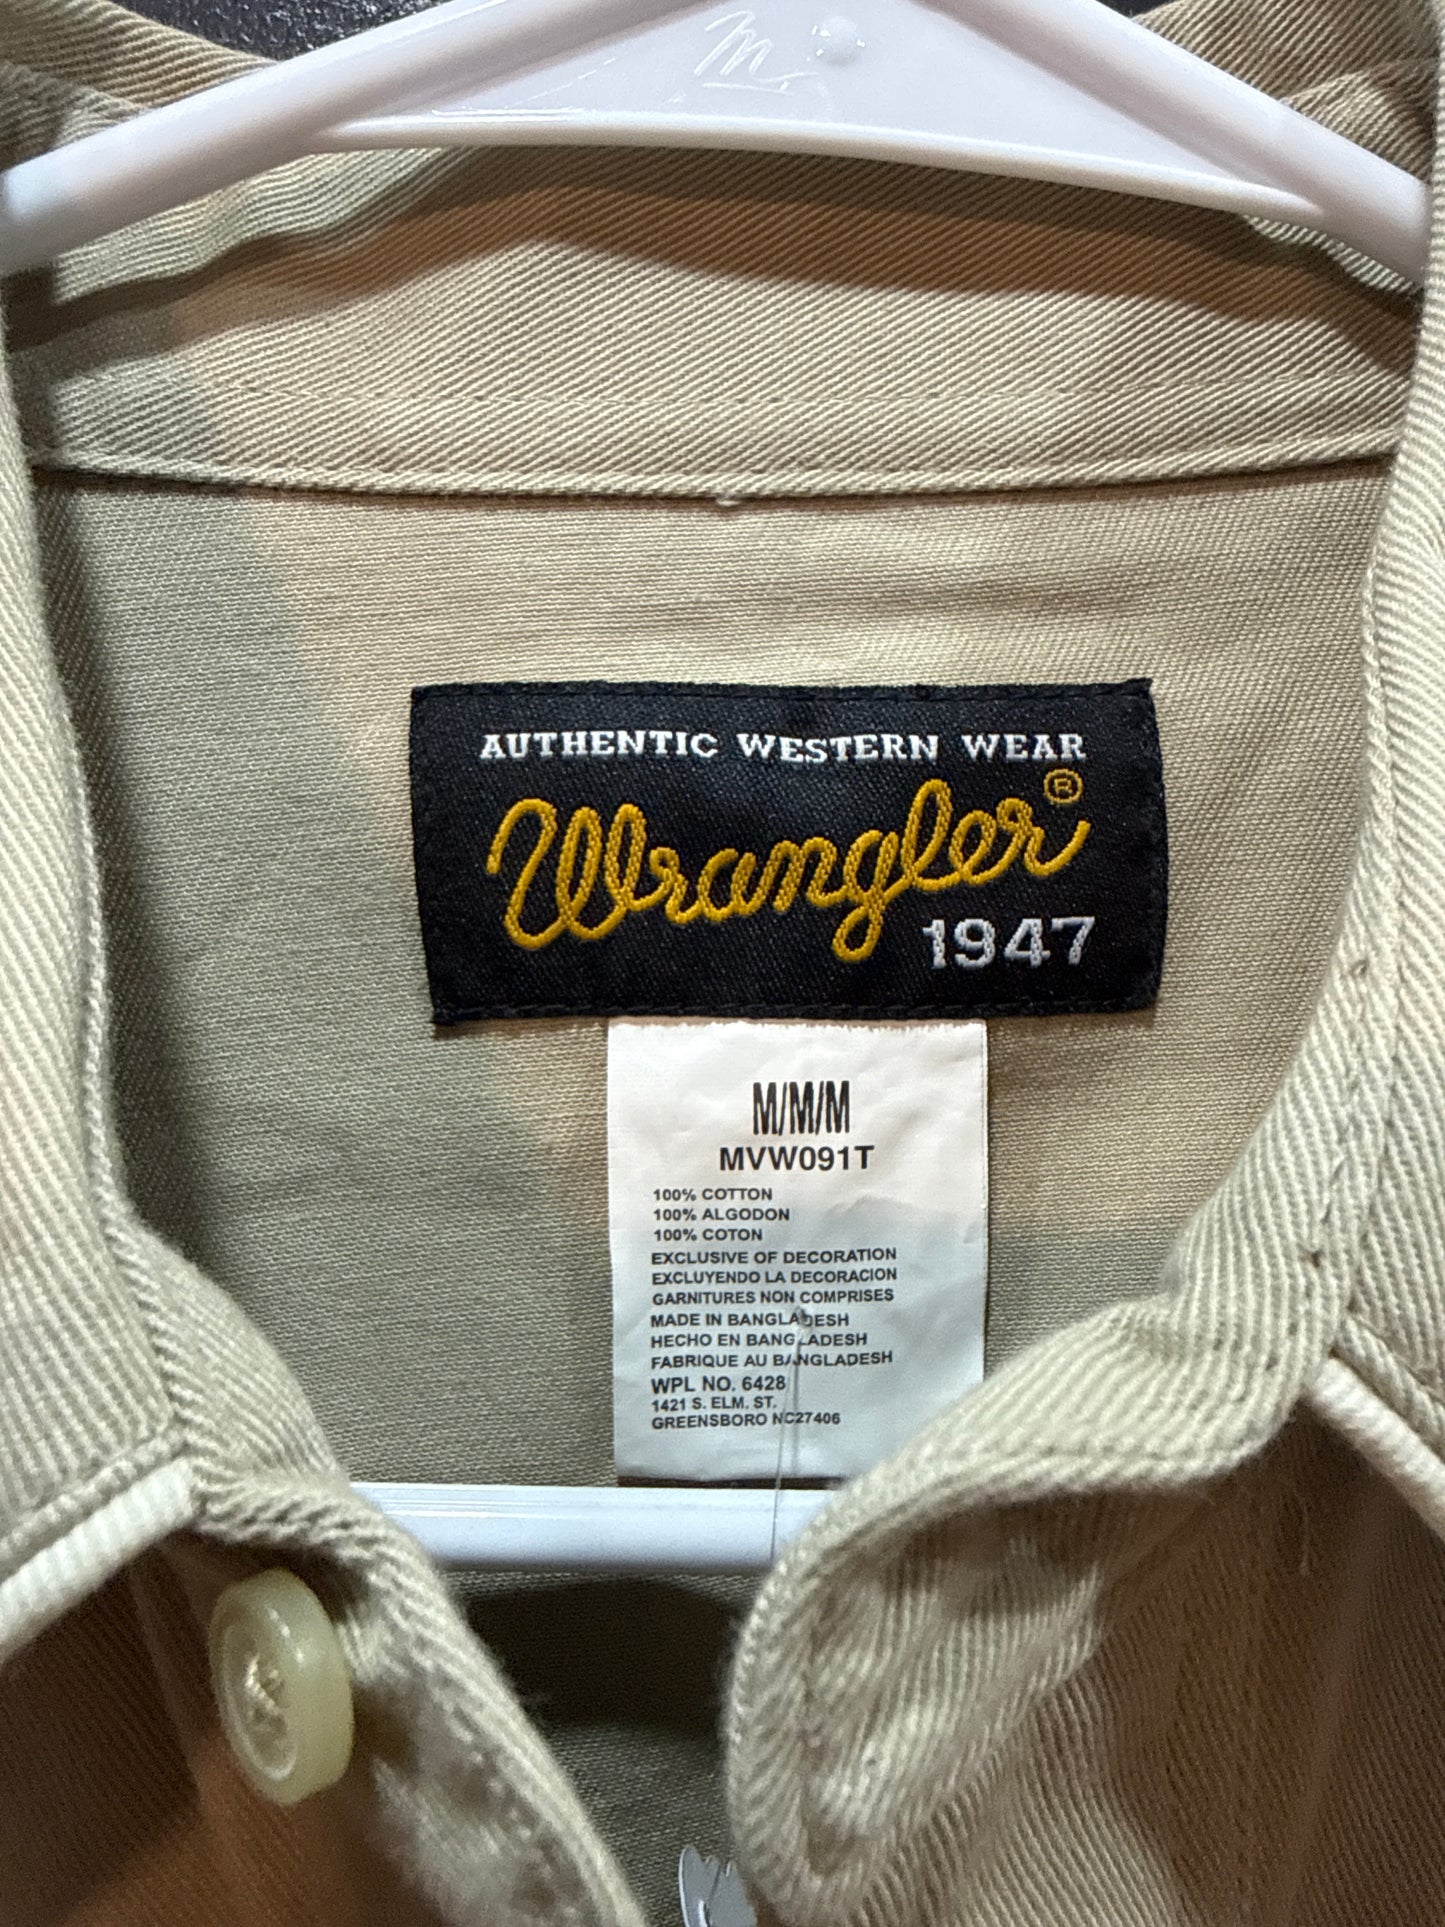 M
AUTHENTIC WESTERN WEAR
Wrangler®
1947
M/M/M
MVW091T
100% COTTON
100% ALGODON
100% COTON
EXCLUSIVE OF DECORATION
EXCLUYENDO LA DECORACION
GARNITURES NON COMPRISES
MADE IN BANGLADESH
HECHO EN BANGLADESH
FABRIQUE AU BANGLADESH
WPL NO. 6428
1421 S. ELM. ST.
GREENSBORO NC27406